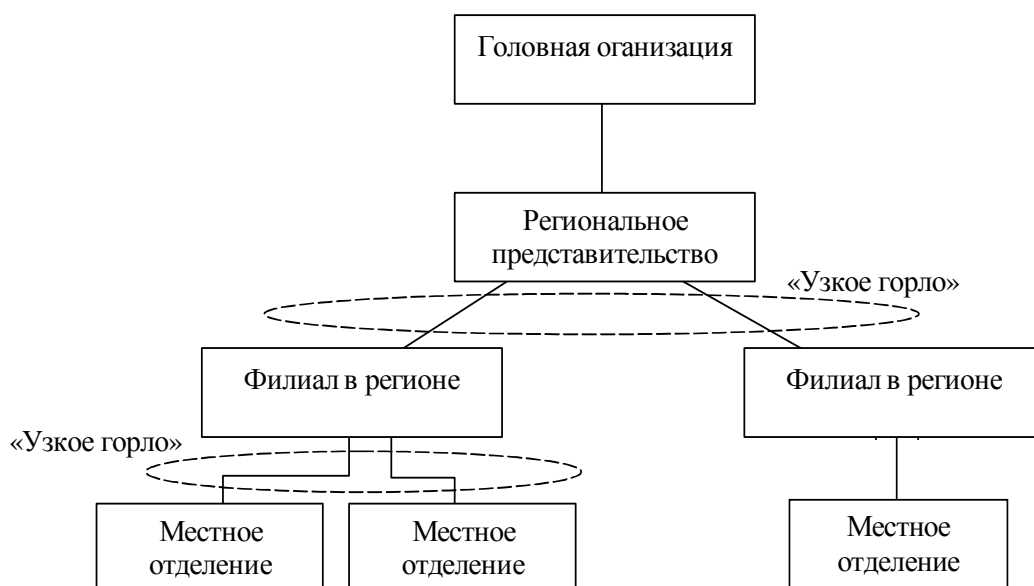 Головная оганизация
Региональное
представительство
«Узкое горло»
Филиал в регионе
Филиал в регионе
«Узкое горло»
Местное
отделение
Местное
отделение
Местное
отделение